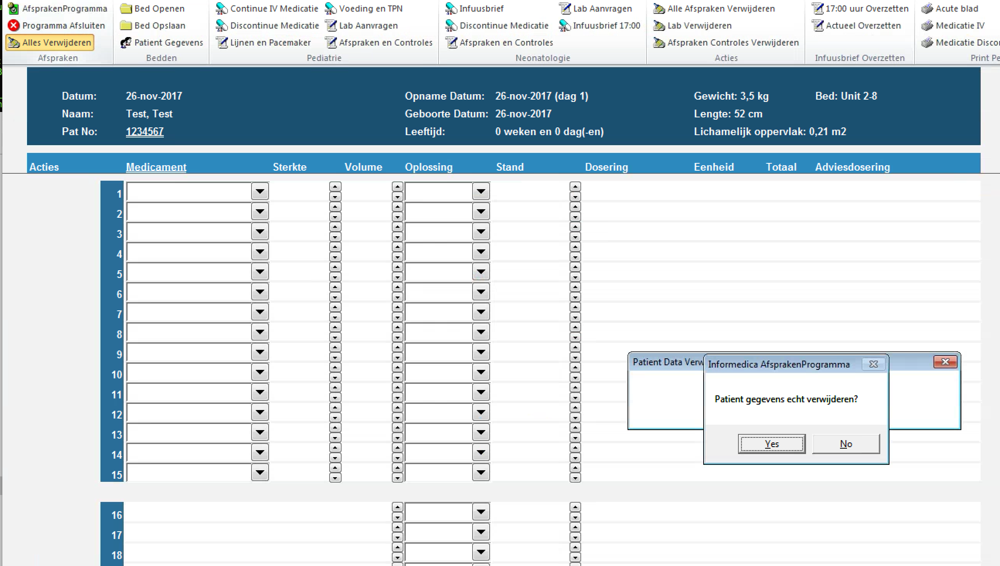 AfsprakenProgramma
Programma Afsluiten
Alles Verwijderen
Afspraken
Bed Openen
Bed Opslaan
Patient Gegevens
Bedden
Continue IV Medicatie
Discontinue Medicatie
Lijnen en Pacemaker
Voeding en TPN
Lab Aanvragen
Afspraken en Controles
Pediatrie
Infuusbrief
Discontinue Medicatie
Afspraken en Controles
Lab Aanvragen
Infuusbrief 17:00
Neonatologie
Alle Afspraken Verwijderen
Lab Verwijderen
Afspraken Controles Verwijderen
Acties
17:00 uur Overzetten
Actueel Overzetten
Infuusbrief Overzetten
Acute blad
Medicatie IV
Medicatie Disco
Print Pe
Datum: 26-nov-2017 Opname Datum: 26-nov-2017 (dag 1) Gewicht: 3,5 kg Bed: Unit 2-8
Naam: Test, Test Geboorte Datum: 26-nov-2017 Lengte: 52 cm
Pat No: 1234567 Leeftijd: 0 weken en 0 dag(-en) Lichamelijk oppervlak: 0,21 m2
Acties Medicament Sterkte Volume Oplossing Stand Dosering Eenheid Totaal Adviesdosering
1
2
3
4
5
6
7
8
9
10
11
12
13
14
15
16
17
18
Patient Data Verw
Informedica AfsprakenProgramma
Patient gegevens echt verwijderen?
Yes No